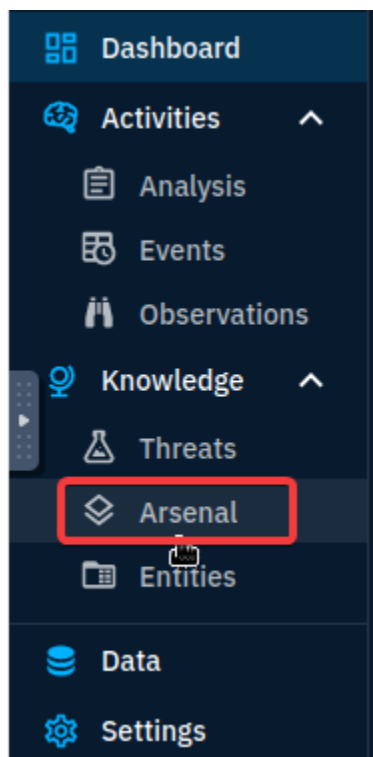 Dashboard
Activities
Analysis
Events
Observations
Knowledge
Threats
Arsenal
Entities
Data
Settings